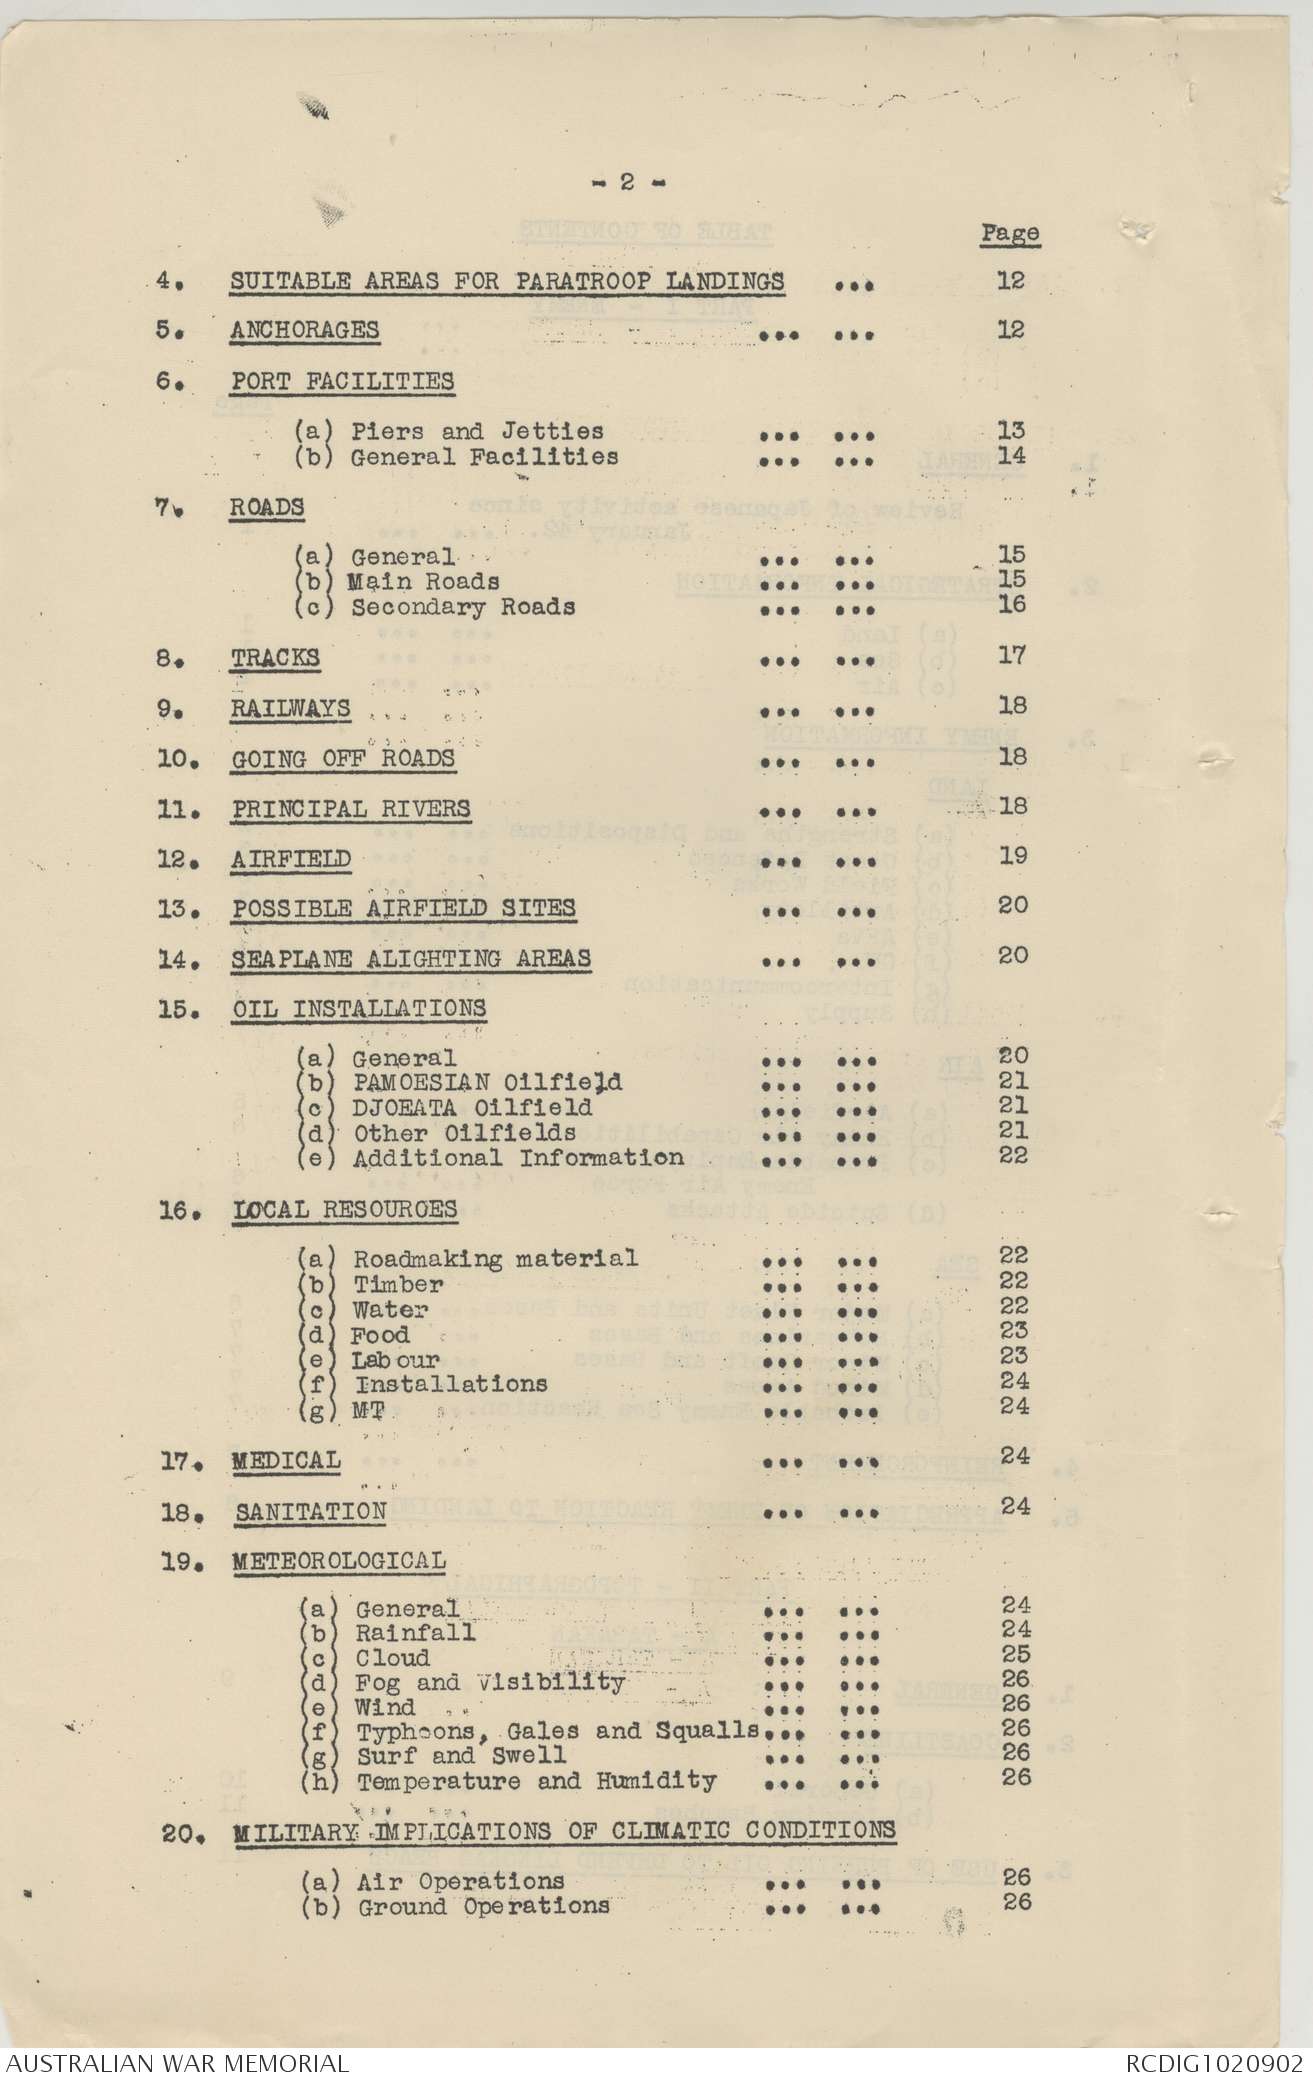 - 2 -
Page
4. SUITABLE AREAS FOR PARATROOP LANDINGS ... 12
5. ANCHORAGES ... ... 12
6. PORT FACILITIES
(a) Piers and Jetties ... ... 13
(b) General Facilities ... ... 14
7. ROADS
(a) General ... ... 15
(b) Main Roads ... ... 15
(c) Secondary Roads ... ... 16
8. TRACKS ... ... 17
9. RAILWAYS ... ... 18
10. GOING OFF ROADS ... ... 18
11. PRINCIPAL RIVERS ... ... 18
12. AIRFIELD ... ... 19
13. POSSIBLE AIRFIELD SITES ... ... 20
14. SEAPLANE ALIGHTING AREAS ... ... 20
15. OIL INSTALLATIONS
(a) General ... ... 20
(b) PAMOESIAN Oilfield ... ... 21
(c) DJOEATA Oilfield ... ... 21
(d) Other Oilfields ... ... 21
(e) Additional Information ... ... 22
16. LOCAL RESOURCES
(a) Roadmaking material ... ... 22
(b) Timber ... ... 22
(c) Water ... ... 22
(d) Food ... ... 23
(e) Labour ... ... 23
(f) Installations ... ... 24
(g) MT ... ... 24
17. MEDICAL ... ... 24
18. SANITATION ... ... 24
19. METEOROLOGICAL
(a) General ... ... 24
(b) Rainfall ... ... 24
(c) Cloud ... ... 25
(d) Fog and Visibility ... ... 26
(e) Wind ... ... 26
(f) Typhoons, Gales and Squalls... ... 26
(g) Surf and Swell ... ... 26
(h) Temperature and Humidity ... ... 26
20. MILITARY IMPLICATIONS OF CLIMATIC CONDITIONS
(a) Air Operations ... ... 26
(b) Ground Operations ... ... 26
AUSTRALIAN WAR MEMORIAL RCDIG1020902